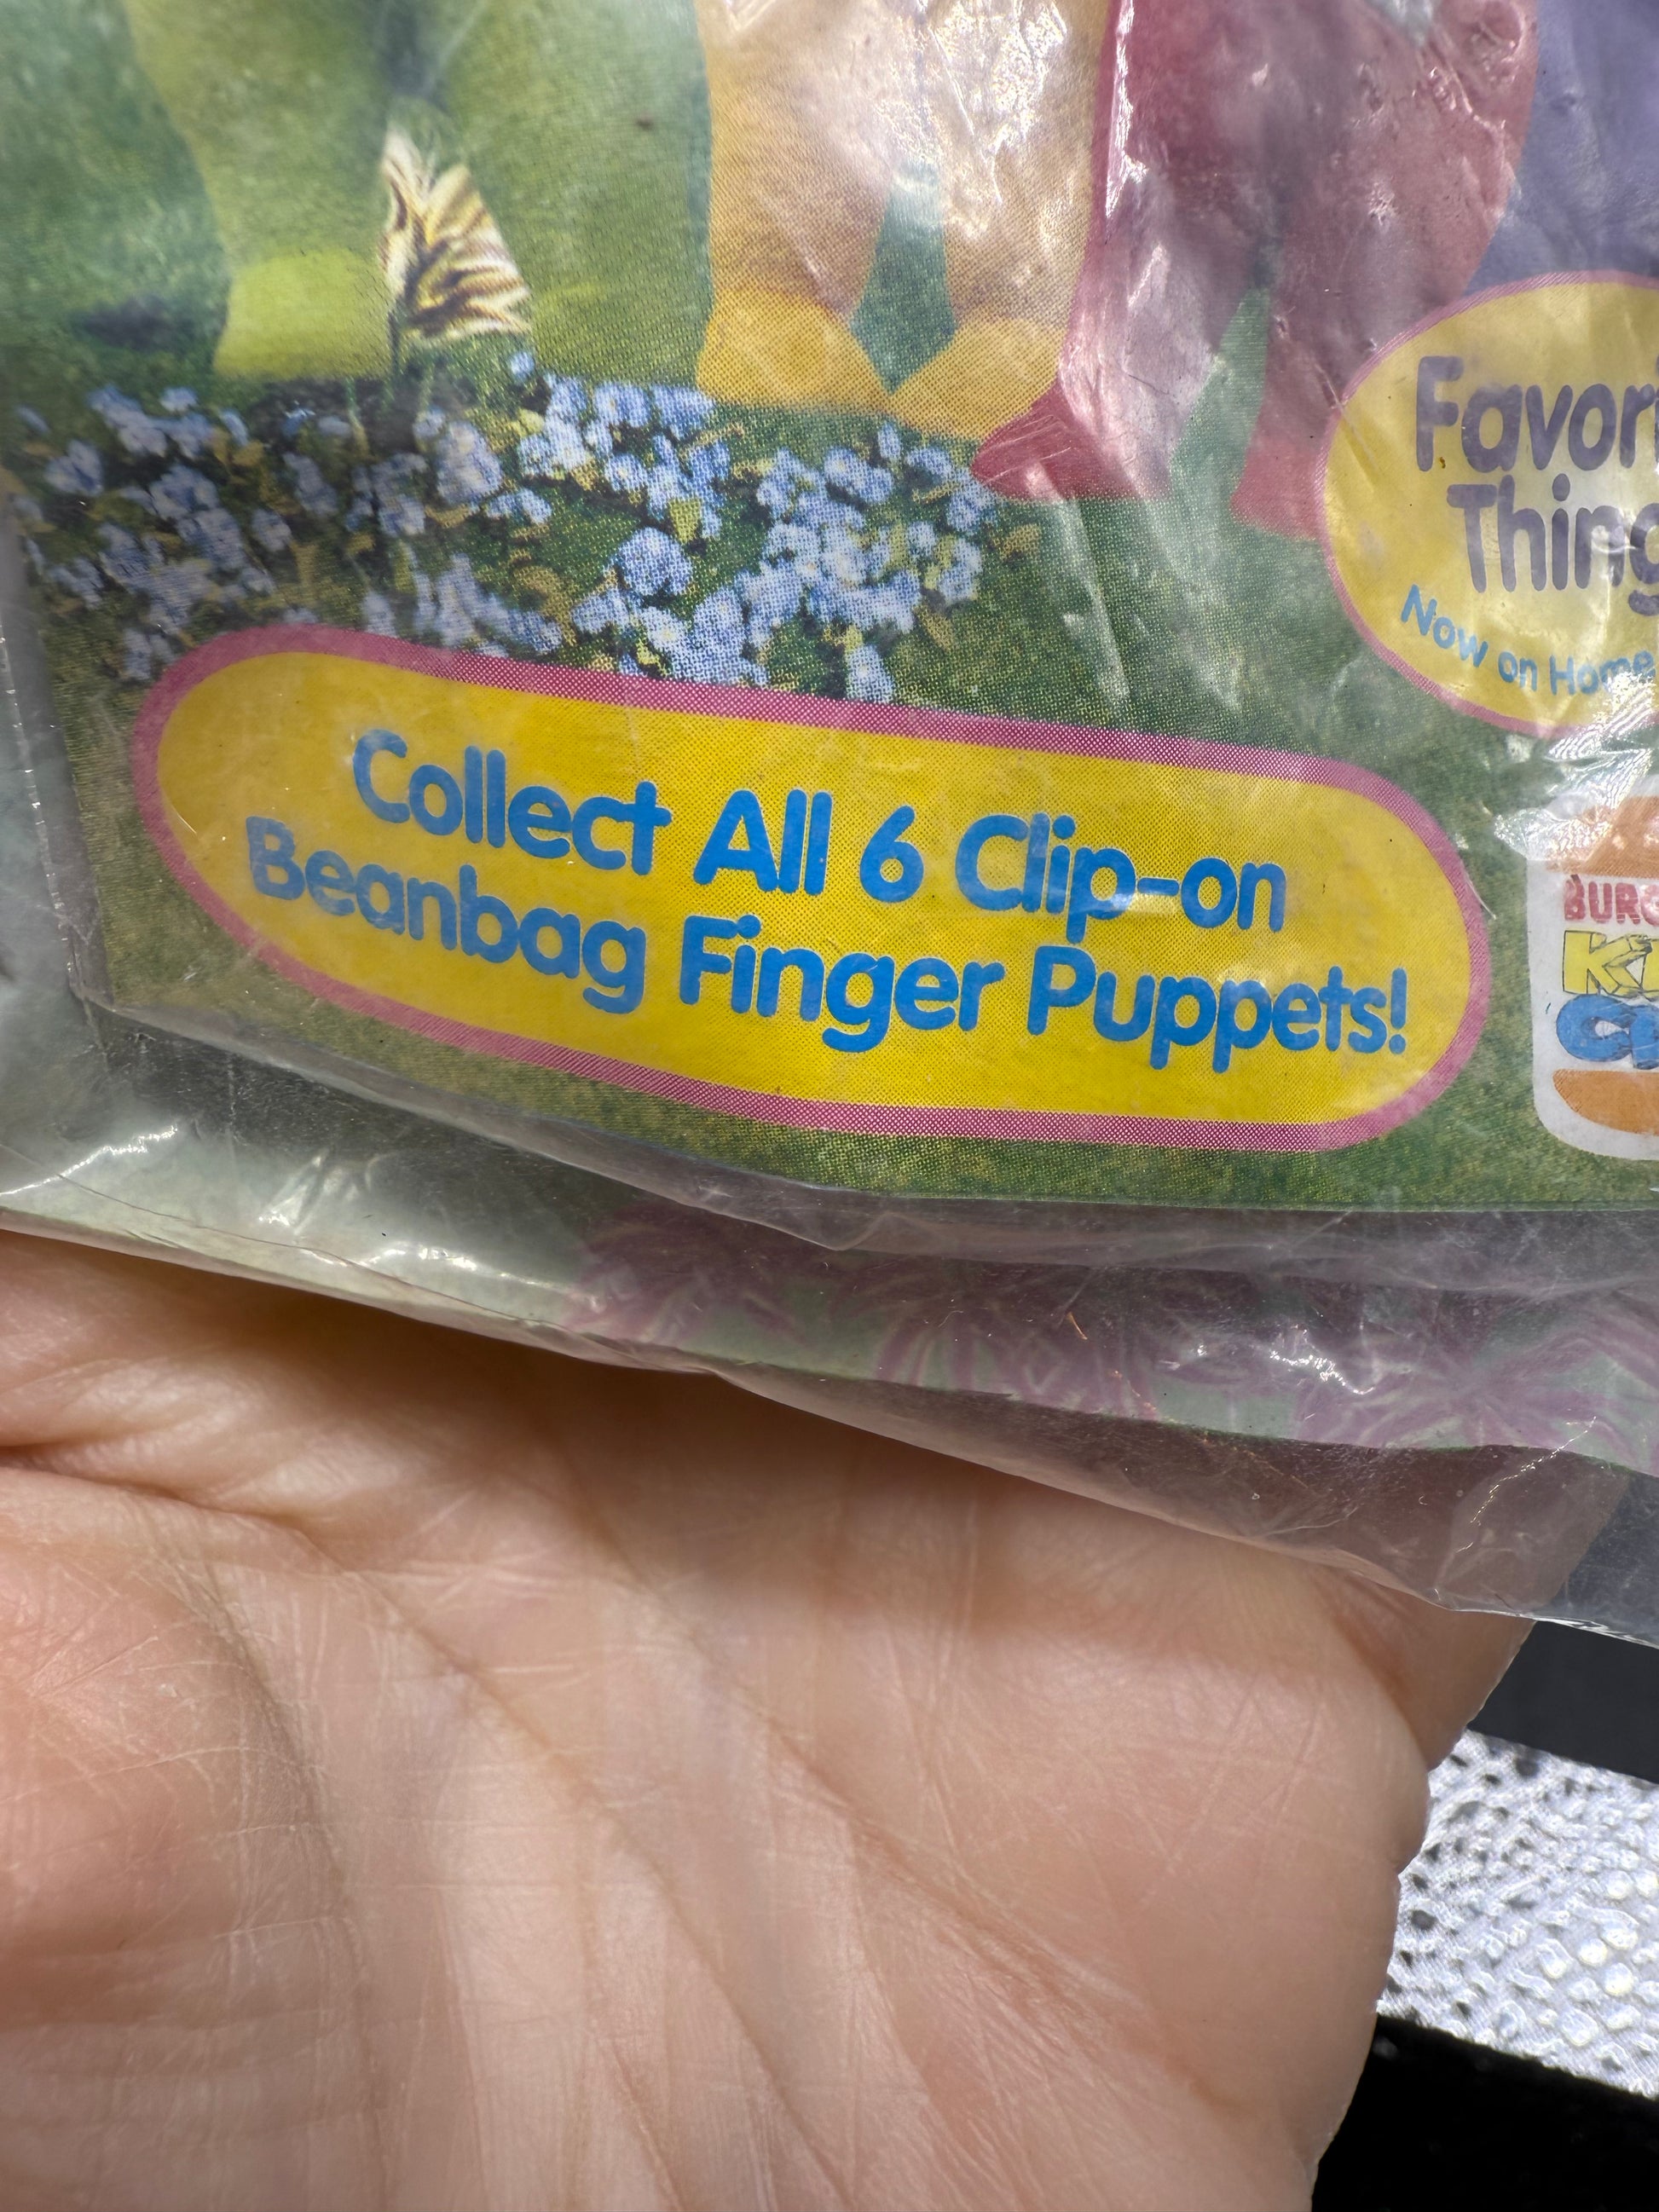 Favori
Thing
Now on Home
Collect All 6 Clip-on
Beanbag Finger Puppets!
BURG